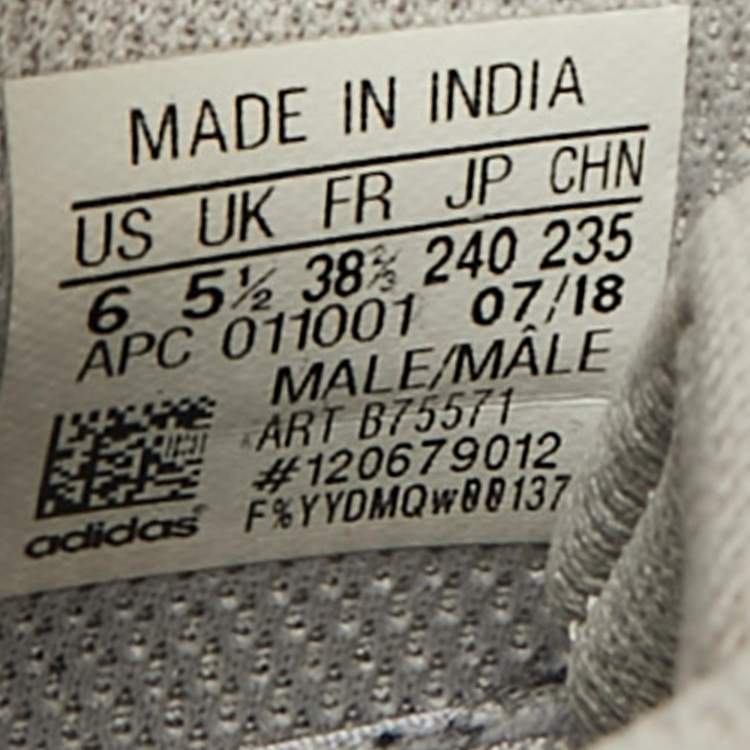 MADE IN INDIA
US UK FR JP CHN
6 5½ 38⅔ 240 235
APC 011001 07/18
MALE/MÂLE
ART B75571
#120679012
F%YYDMQw00137
adidas